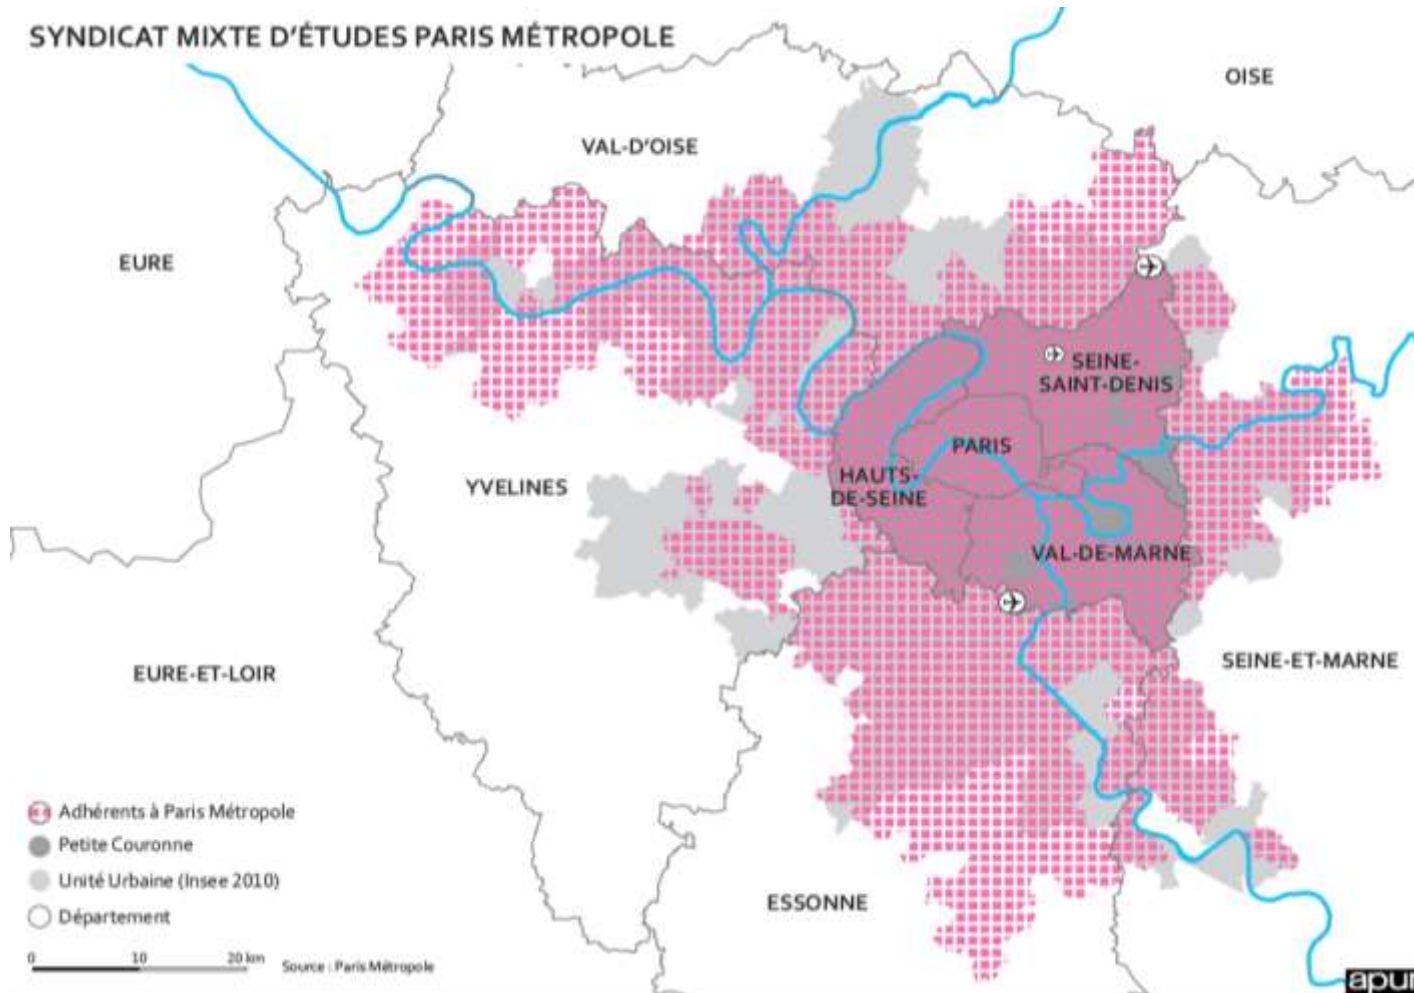 SYNDICAT MIXTE D'ÉTUDES PARIS MÉTROPOLE
OISE
VAL-D'OISE
EURE
SEINE-
SAINT-DENIS
PARIS
HAUTS-
DE-SEINE
YVELINES
VAL-DE-MARNE
EURE-ET-LOIR
SEINE-ET-MARNE
ESSONNE
Adhérents à Paris Métropole
Petite Couronne
Unité Urbaine (Insee 2010)
Département
0 10 20 km
Source : Paris Métropole
apur